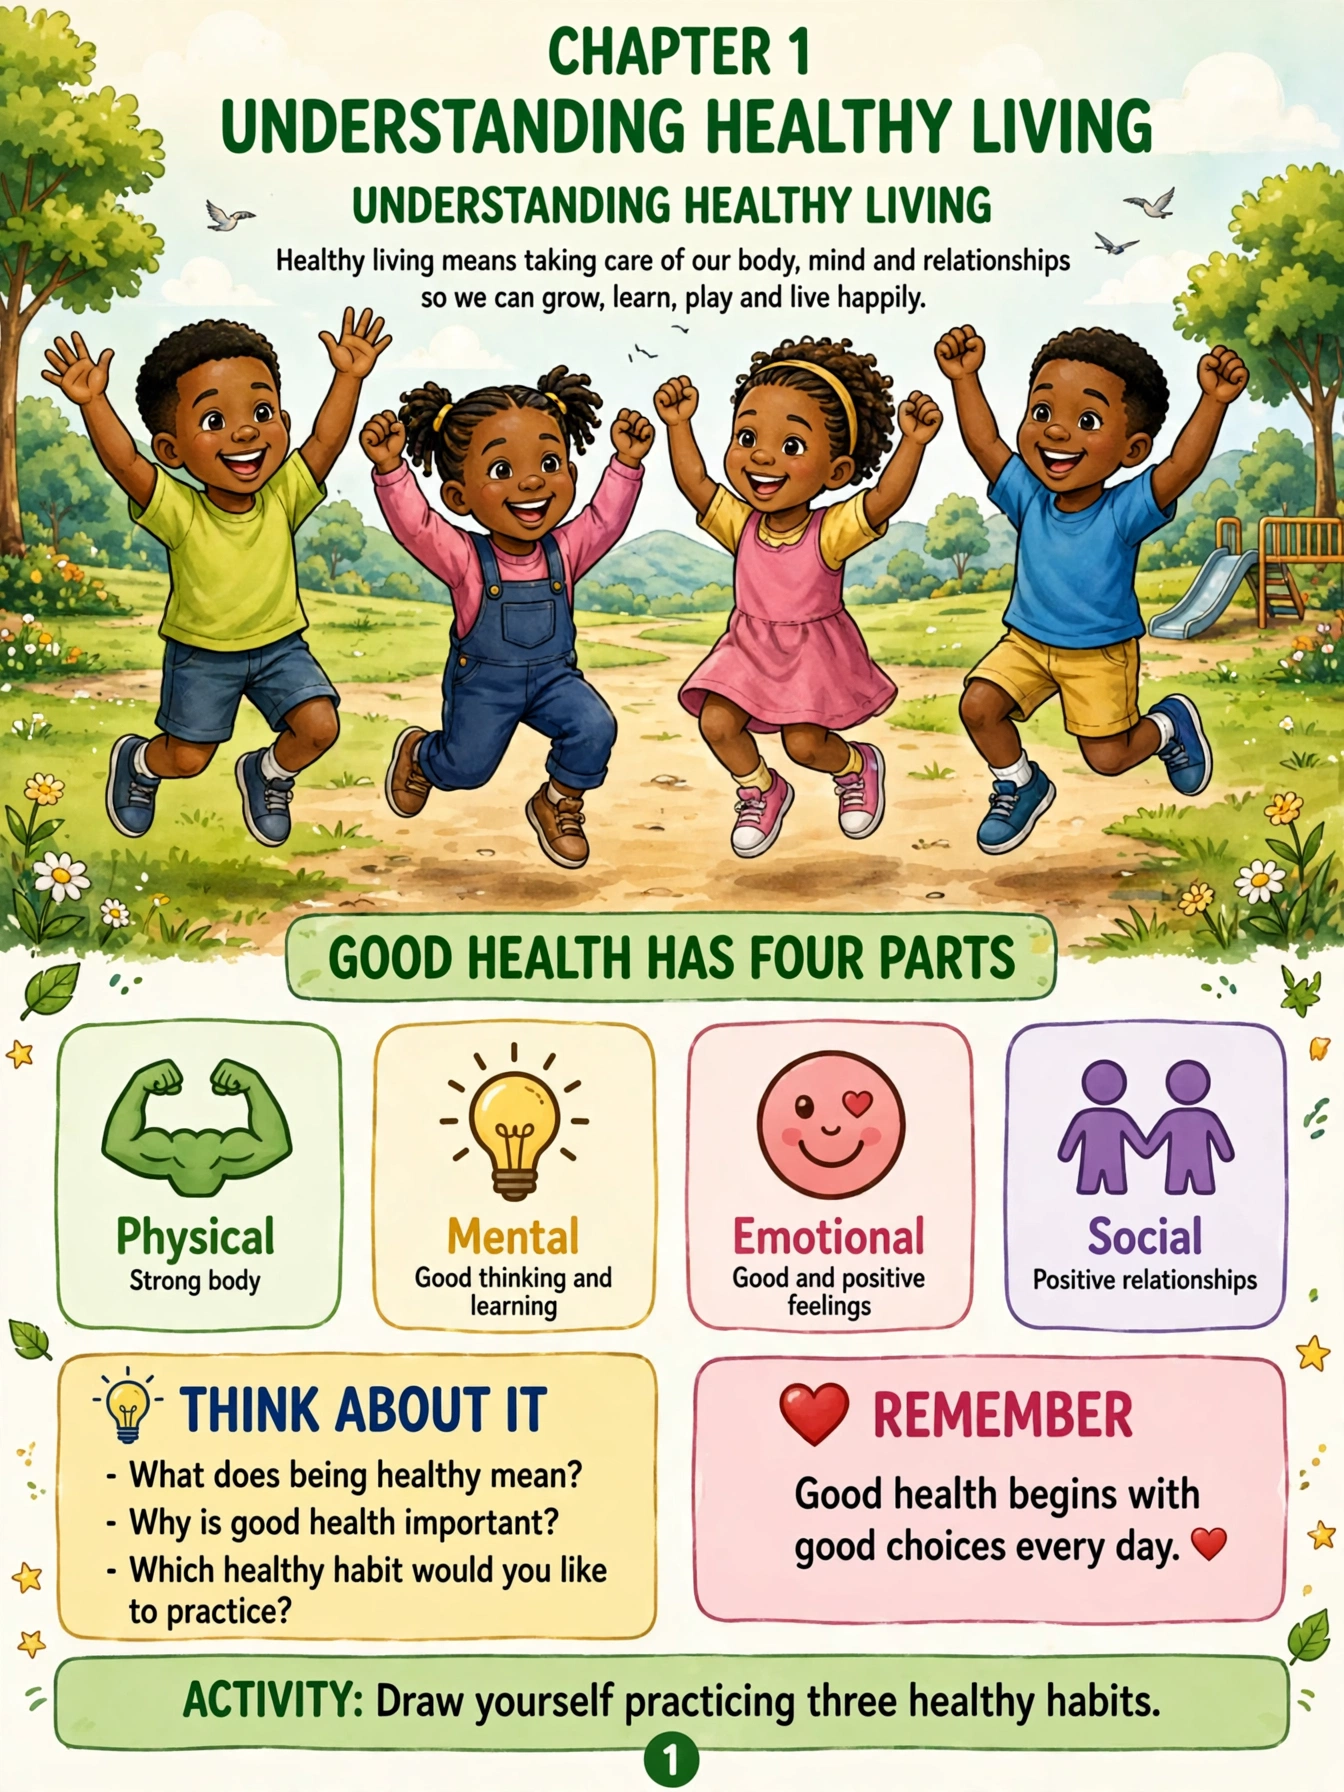 CHAPTER 1
UNDERSTANDING HEALTHY LIVING
UNDERSTANDING HEALTHY LIVING
Healthy living means taking care of our body, mind and relationships
so we can grow, learn, play and live happily.
GOOD HEALTH HAS FOUR PARTS
Physical
Strong body
Mental
Good thinking and
learning
Emotional
Good and positive
feelings
Social
Positive relationships
THINK ABOUT IT
- What does being healthy mean?
- Why is good health important?
- Which healthy habit would you like
to practice?
REMEMBER
Good health begins with
good choices every day. ❤️
ACTIVITY: Draw yourself practicing three healthy habits.
1